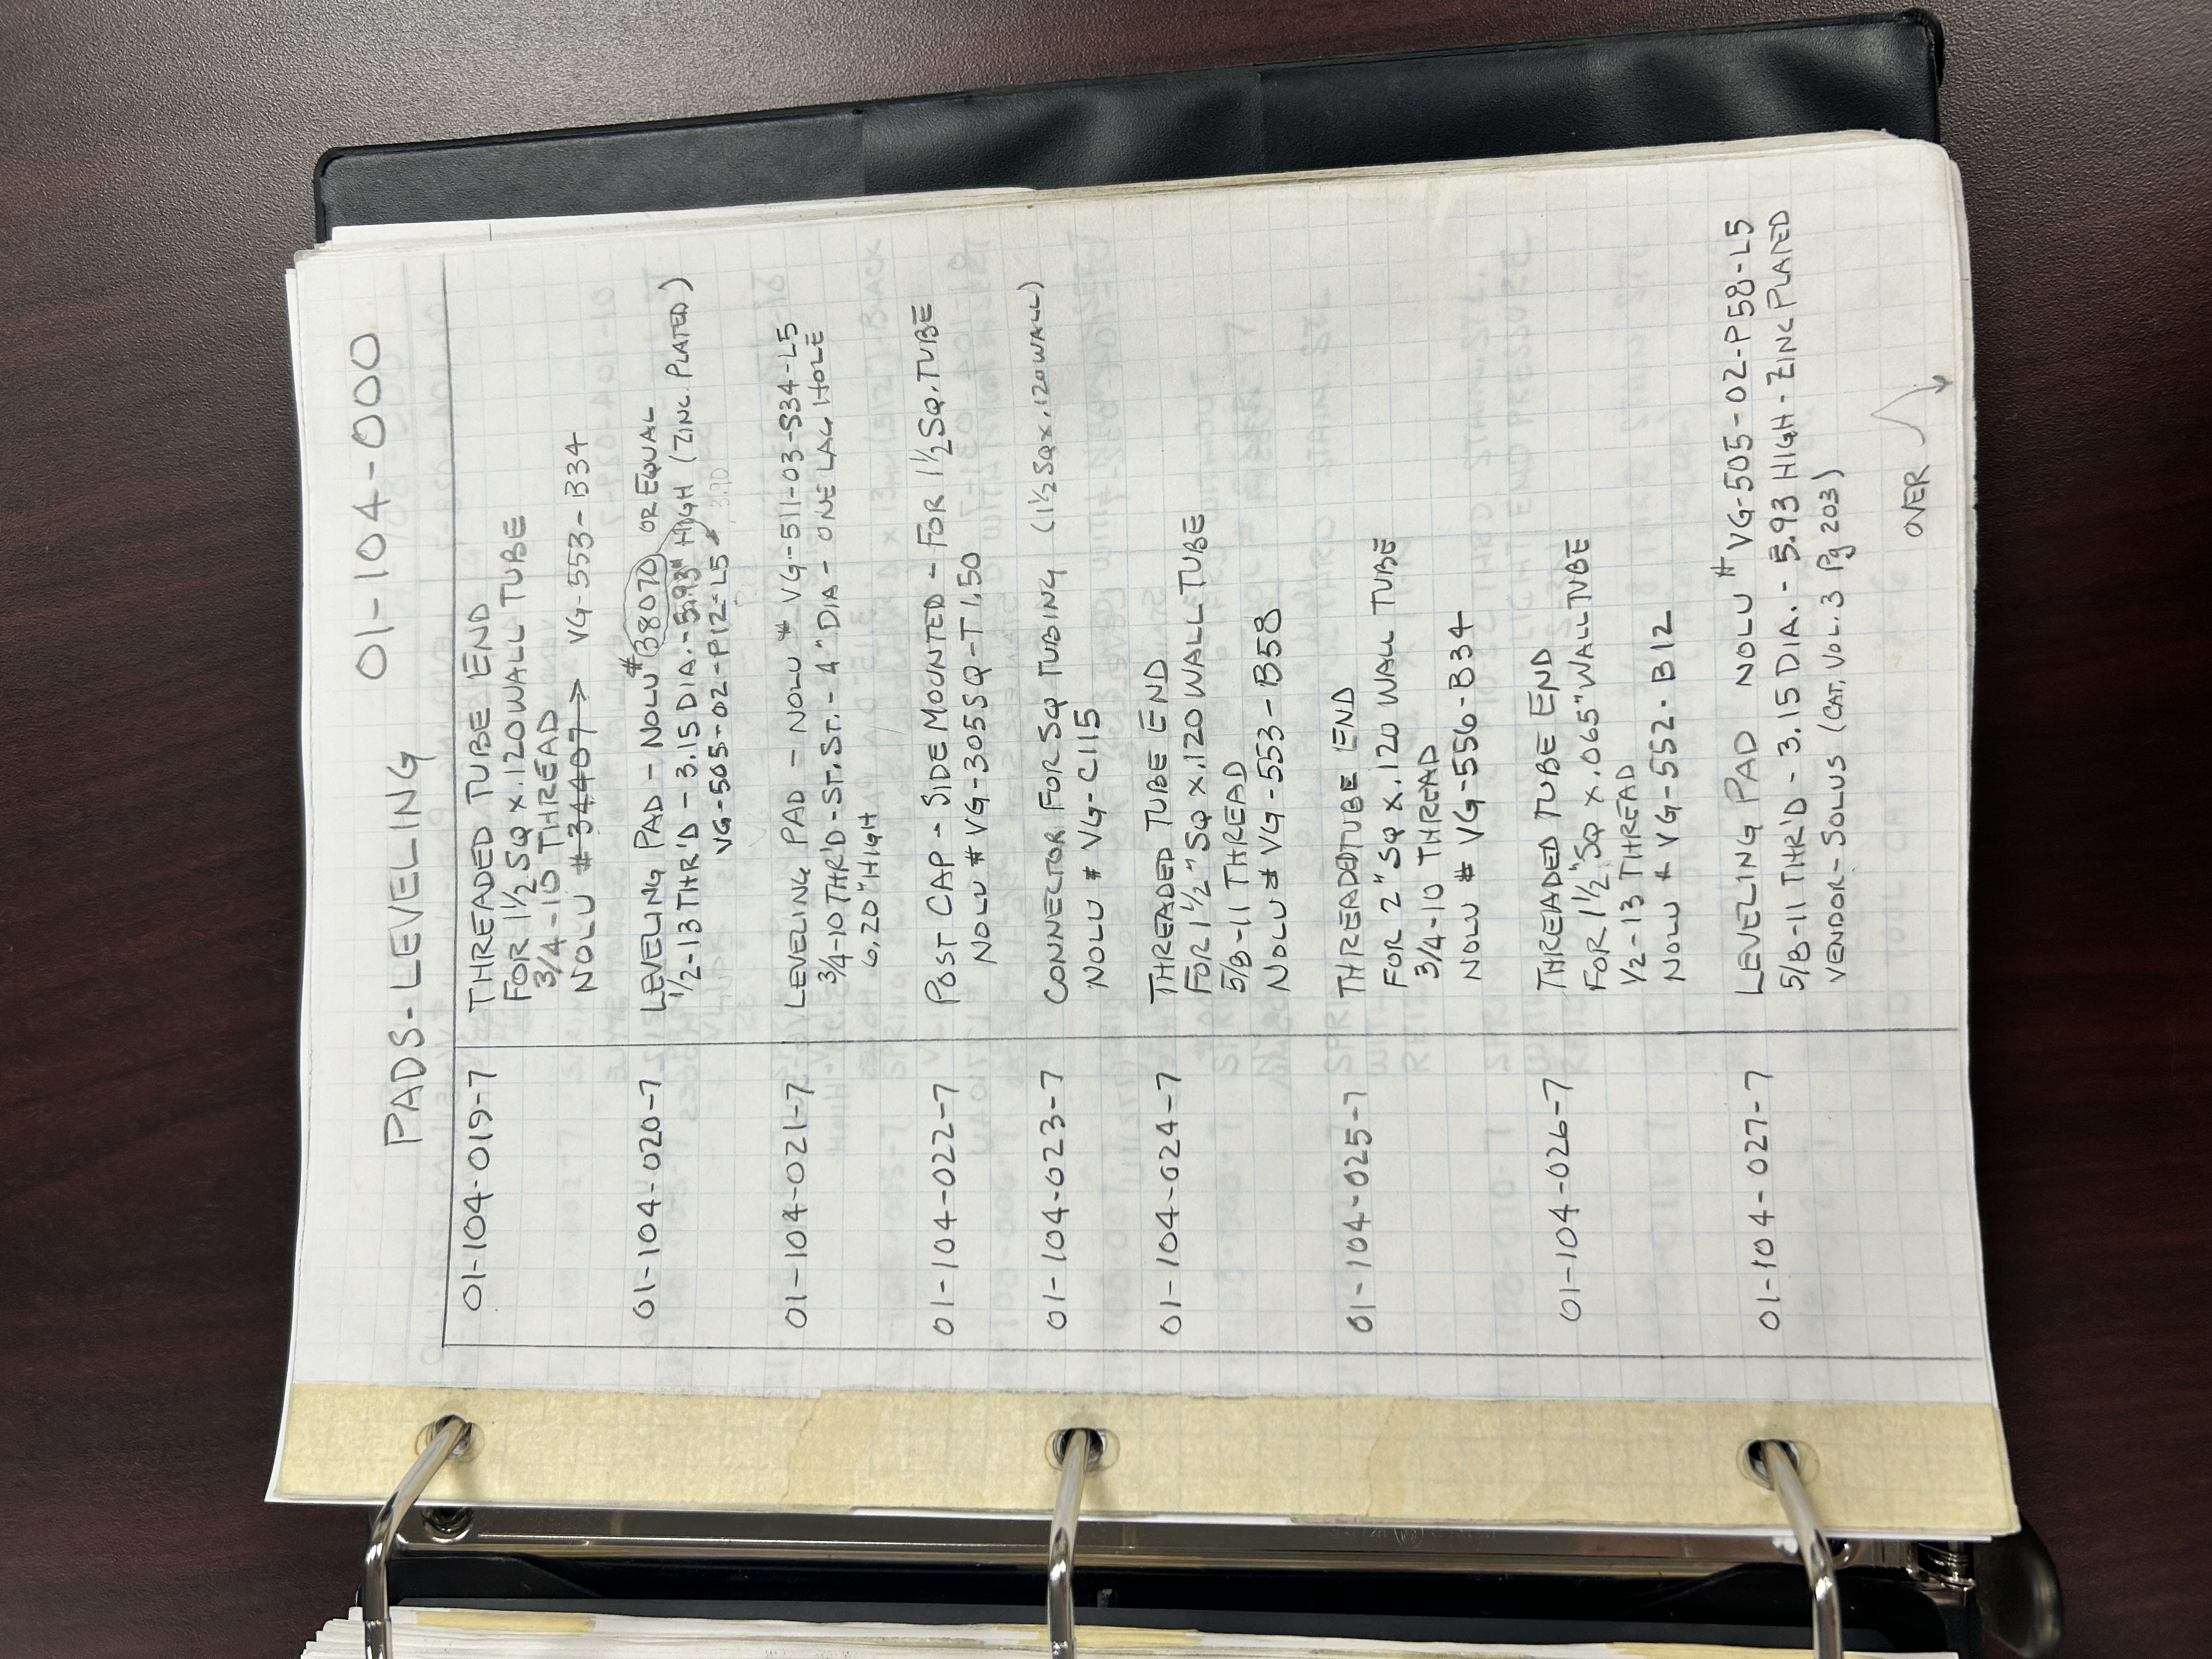 01-104-000
PADS-LEVELING
01-104-019-7 THREADED TUBE END
FOR 1 1/2 SQ X .120 WALL TUBE
3/4-10 THREAD
NOLU #34407 → VG-553-B34
01-104-020-7 LEVELING PAD - NOLU #38070 OR EQUAL
1/2-13 THR'D - 3.15 DIA. - 5.93" HIGH (ZINC PLATED)
VG-505-02-P12-L5 3.90
01-104-021-7 LEVELING PAD - NOLU # VG-511-03-S34-L5
3/4-10 THR'D - ST.ST. - 4" DIA - ONE LAG HOLE
6.20" HIGH
01-104-022-7 POST CAP - SIDE MOUNTED - FOR 1 1/2 SQ. TUBE
NOLU # VG-305SQ-T1.50
01-104-023-7 CONNECTOR FOR SQ TUBING (1 1/2 SQ X .120 WALL)
NOLU # VG-C115
01-104-024-7 THREADED TUBE END
FOR 1 1/2" SQ X .120 WALL TUBE
5/8-11 THREAD
NOLU # VG-553-B58
01-104-025-7 THREADED TUBE END
FOR 2" SQ X .120 WALL TUBE
3/4-10 THREAD
NOLU # VG-556-B34
01-104-026-7 THREADED TUBE END
FOR 1 1/2" SQ X .065" WALL TUBE
1/2-13 THREAD
NOLU # VG-552-B12
01-104-027-7 LEVELING PAD NOLU # VG-505-02-P58-L5
5/8-11 THR'D - 3.15 DIA. - 5.93 HIGH - ZINC PLATED
VENDOR - SOLUS (CAT. VOL. 3 Pg 203)
OVER